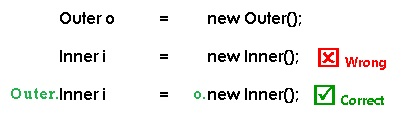 Outer o = new Outer();
Inner i = new Inner(); Wrong
Outer.Inner i = o.new Inner(); Correct